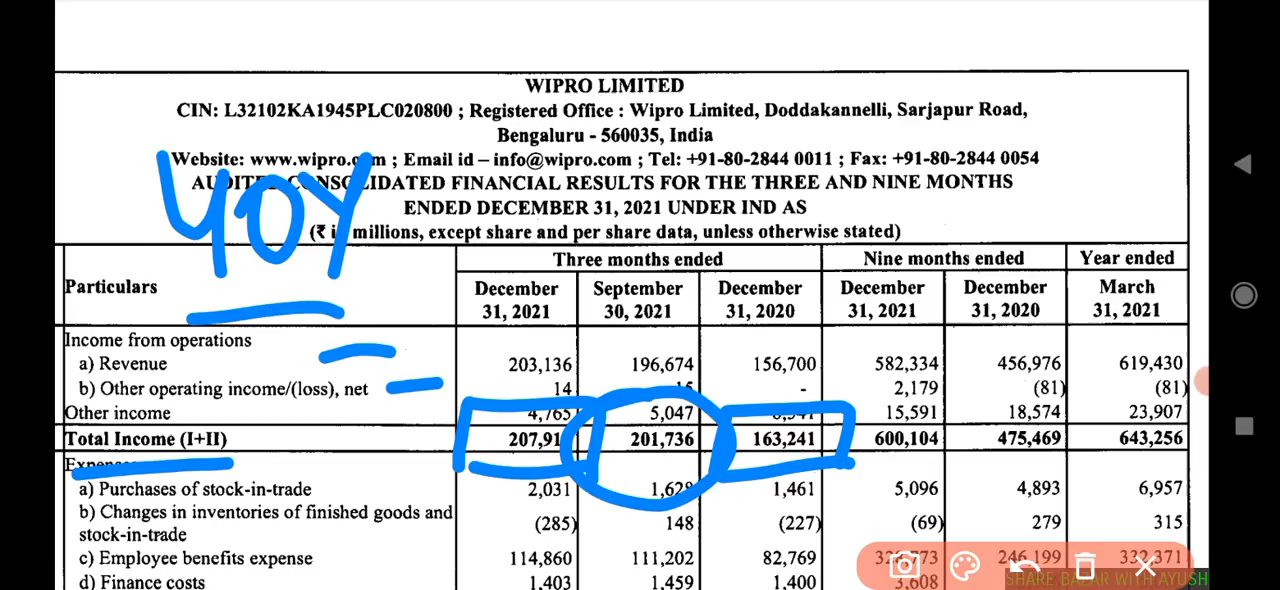 WIPRO LIMITED
CIN: L32102KA1945PLC020800 ; Registered Office : Wipro Limited, Doddakannelli, Sarjapur Road,
Bengaluru - 560035, India
Website: www.wipro. m ; Email id – info@wipro.com ; Tel: +91-80-2844 0011 ; Fax: +91-80-2844 0054
FINANCIAL RESULTS FOR THE THREE AND NINE MONTHS
ENDED DECEMBER 31, 2021 UNDER IND AS
(₹ i millions, except share and per share data, unless otherwise stated)
YOY
Three months ended Nine months ended Year ended
Particulars December September December December December March
31, 2021 30, 2021 31, 2020 31, 2021 31, 2020 31, 2021
Income from operations
a) Revenue 203,136 196,674 156,700 582,334 456,976 619,430
b) Other operating income/(loss), net 14 - 2,179 (81) (81)
Other income 4,765 5,047 15,591 18,574 23,907
Total Income (I+II) 207,91 201,736 163,241 600,104 475,469 643,256
a) Purchases of stock-in-trade 2,031 1,628 1,461 5,096 4,893 6,957
b) Changes in inventories of finished goods and
stock-in-trade (285) 148 (227) (69) 279 315
c) Employee benefits expense 114,860 111,202 82,769 246,199 332,371
d) Finance costs 1,403 1,459 1,400 3,608
SHARE BAZAR WITH AYUSH